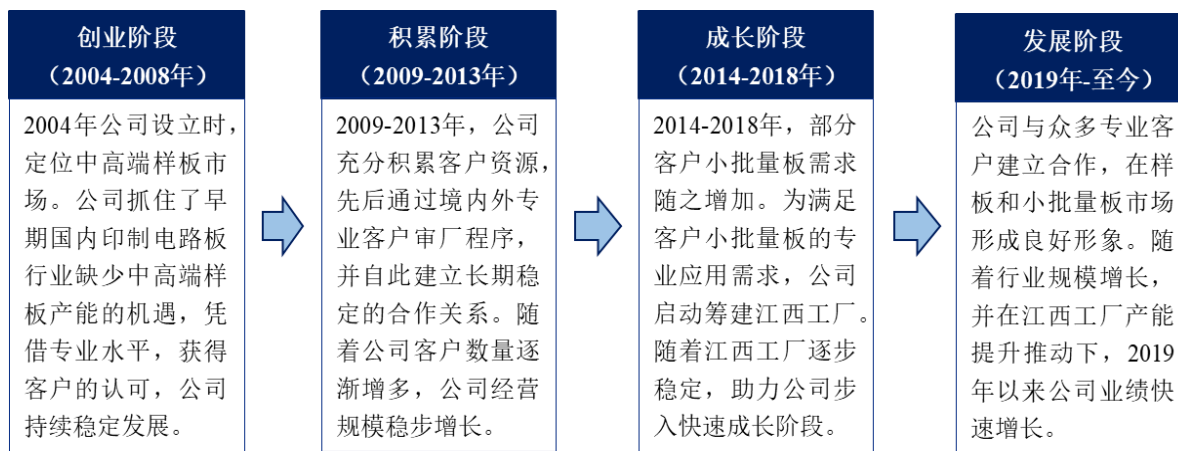 创业阶段
（2004-2008年）
2004年公司设立时，
定位中高端样板市
场。公司抓住了早
期国内印制电路板
行业缺少中高端样
板产能的机遇，凭
借专业水平，获得
客户的认可，公司
持续稳定发展。
积累阶段
（2009-2013年）
2009-2013年，公司
充分积累客户资源，
先后通过境内外专
业客户审厂程序，
并自此建立长期稳
定的合作关系。随
着公司客户数量逐
渐增多，公司经营
规模稳步增长。
成长阶段
（2014-2018年）
2014-2018年，部分
客户小批量板需求
随之增加。为满足
客户小批量板的专
业应用需求，公司
启动筹建江西工厂。
随着江西工厂逐步
稳定，助力公司步
入快速成长阶段。
发展阶段
（2019年-至今）
公司与众多专业客
户建立合作，在样
板和小批量板市场
形成良好形象。随
着行业规模增长，
并在江西工厂产能
提升推动下，2019
年以来公司业绩快
速增长。